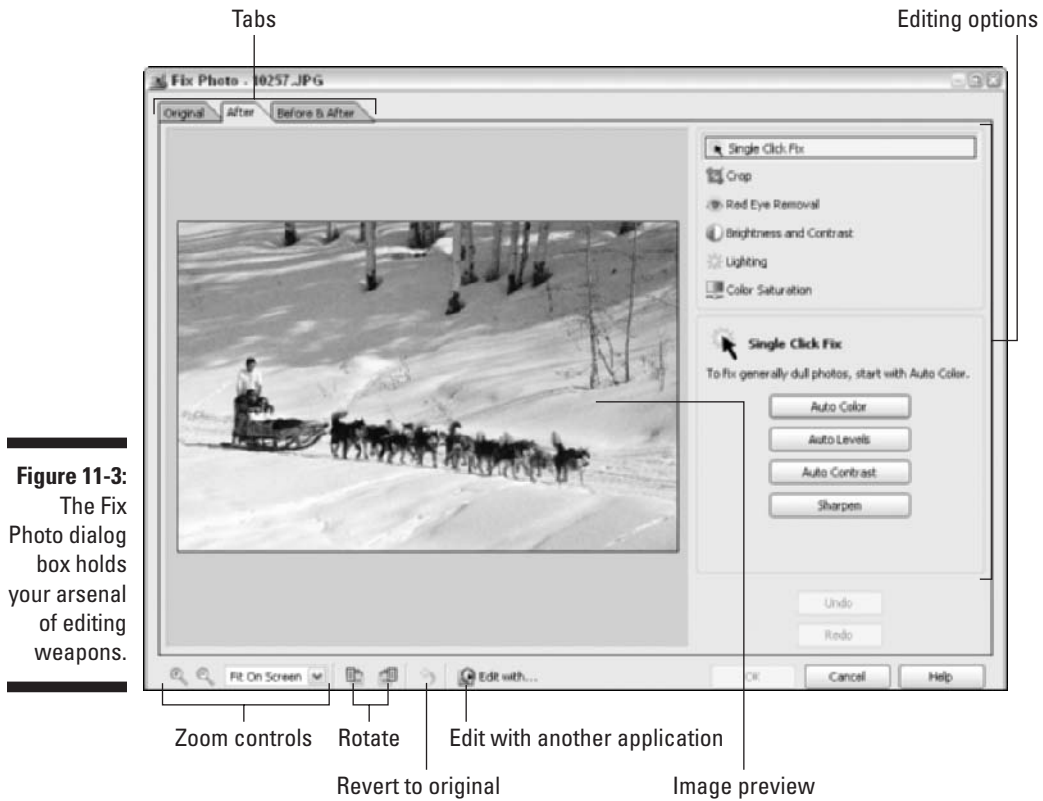 Tabs
Editing options
Fix Photo - 10257.JPG
Original
After
Before & After
Single Click Fix
Crop
Red Eye Removal
Brightness and Contrast
Lighting
Color Saturation
Single Click Fix
To fix generally dull photos, start with Auto Color.
Auto Color
Auto Levels
Auto Contrast
Sharpen
Figure 11-3:
The Fix
Photo dialog
box holds
your arsenal
of editing
weapons.
Undo
Redo
Fit On Screen
Edit with...
OK
Cancel
Help
Zoom controls
Rotate
Edit with another application
Revert to original
Image preview